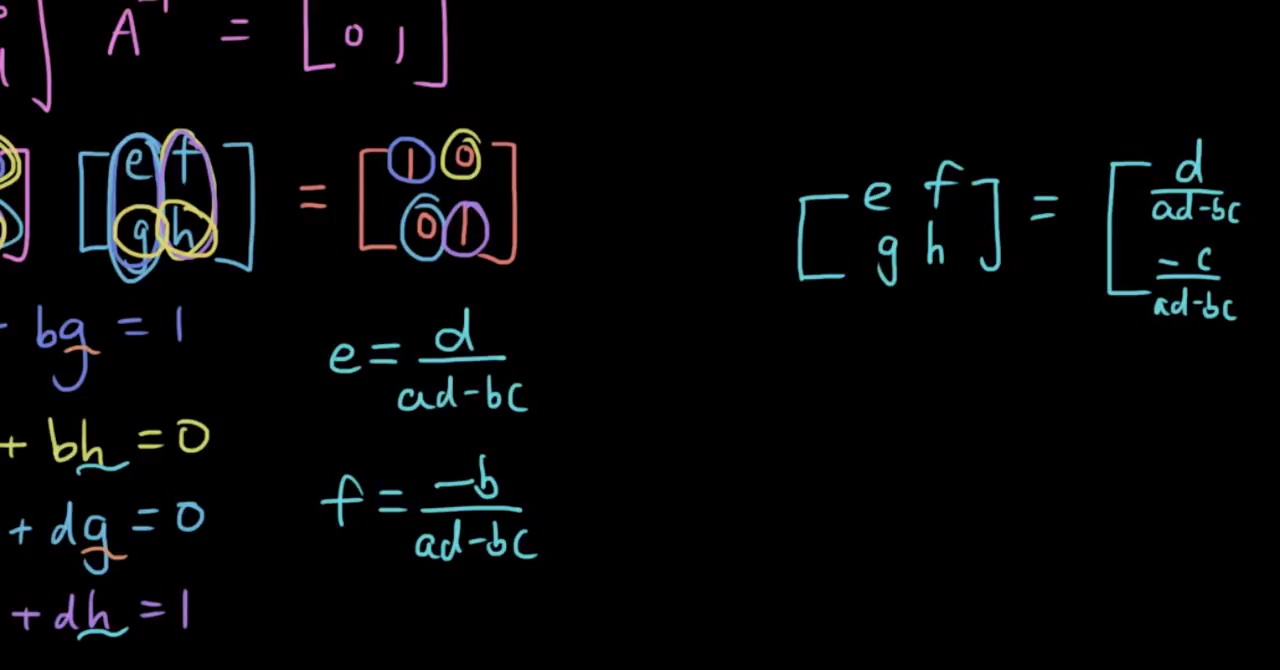 ] A⁻¹ = [ 0 1 ]
] [ e f = [ 1 0
g h ] 0 1 ]
[ e f ] = [ d/(ad-bc)
g h -c/(ad-bc)
bg = 1
e = d/(ad-bc)
+ bh = 0
f = -b/(ad-bc)
+ dg = 0
+ dh = 1